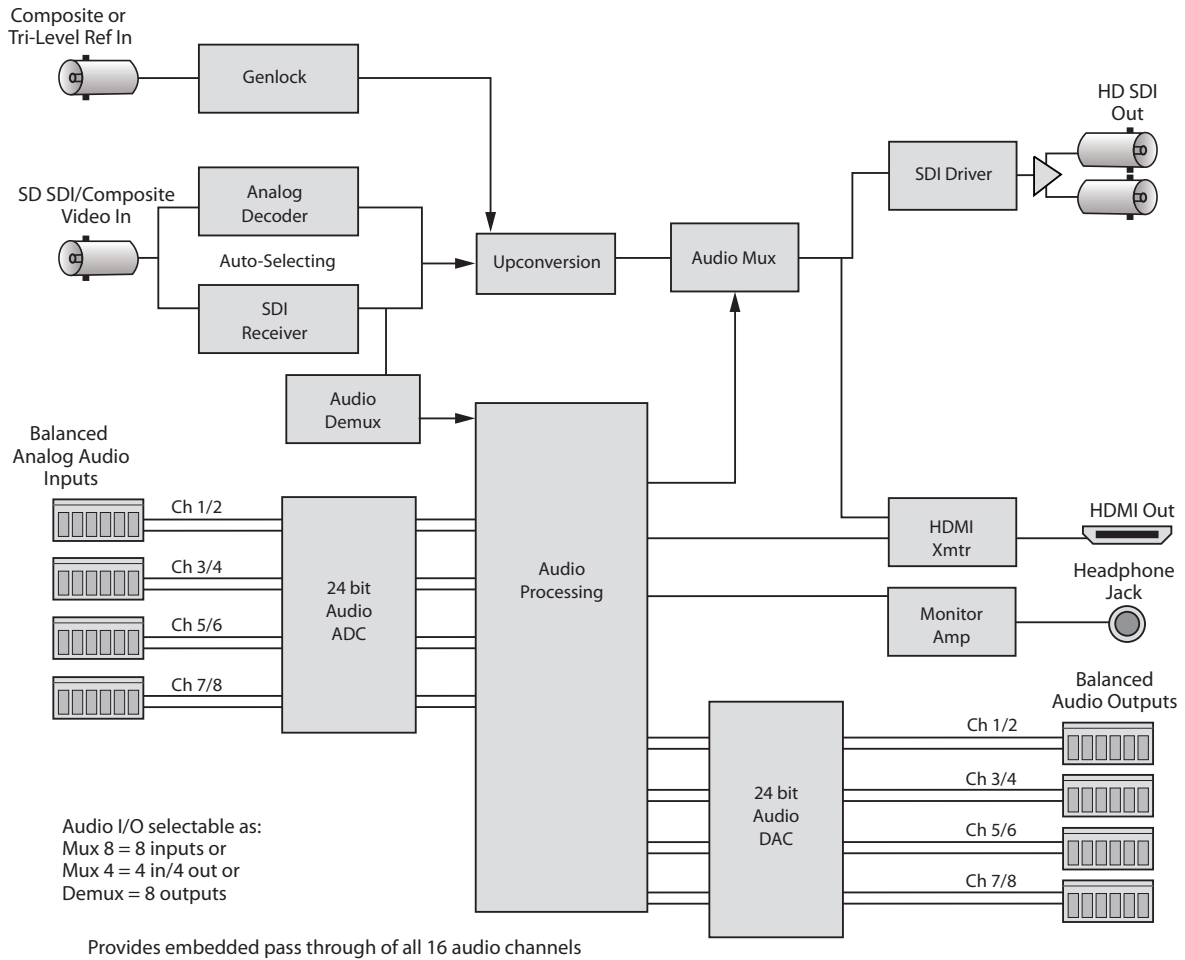 Composite or
Tri-Level Ref In
Genlock
HD SDI
Out
SDI Driver
SD SDI/Composite
Video In
Analog
Decoder
Auto-Selecting
SDI
Receiver
Upconversion
Audio Mux
Audio
Demux
Balanced
Analog Audio
Inputs
Ch 1/2
Ch 3/4
Ch 5/6
Ch 7/8
24 bit
Audio
ADC
Audio
Processing
HDMI
Xmtr
HDMI Out
Headphone
Jack
Monitor
Amp
Balanced
Audio Outputs
24 bit
Audio
DAC
Ch 1/2
Ch 3/4
Ch 5/6
Ch 7/8
Audio I/O selectable as:
Mux 8 = 8 inputs or
Mux 4 = 4 in/4 out or
Demux = 8 outputs
Provides embedded pass through of all 16 audio channels